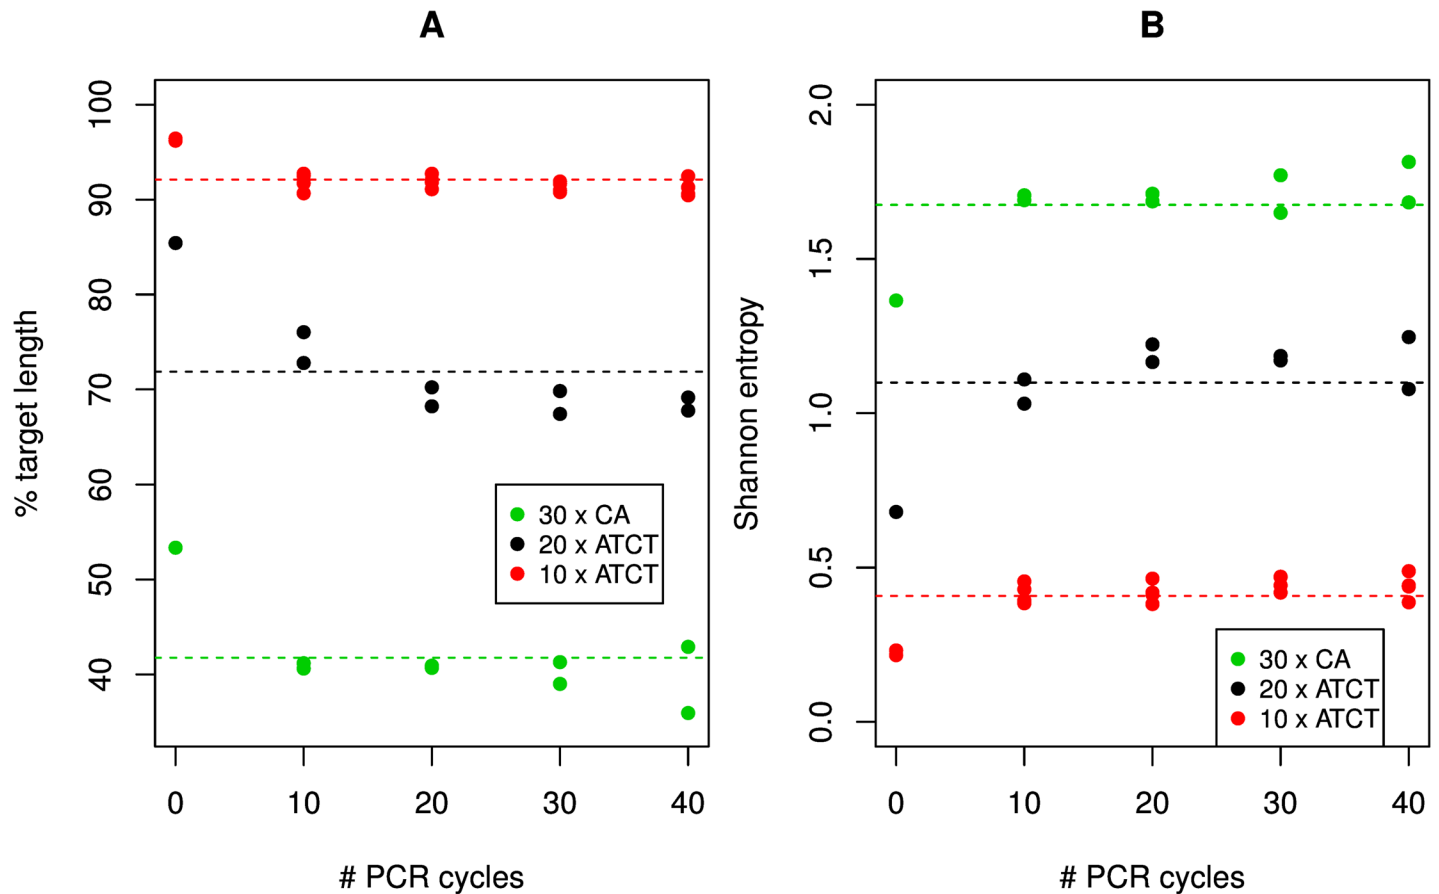 A
% target length
100
90
80
70
60
50
40
30 x CA
20 x ATCT
10 x ATCT
0 10 20 30 40
# PCR cycles
B
Shannon entropy
2.0
1.5
1.0
0.5
0.0
30 x CA
20 x ATCT
10 x ATCT
0 10 20 30 40
# PCR cycles